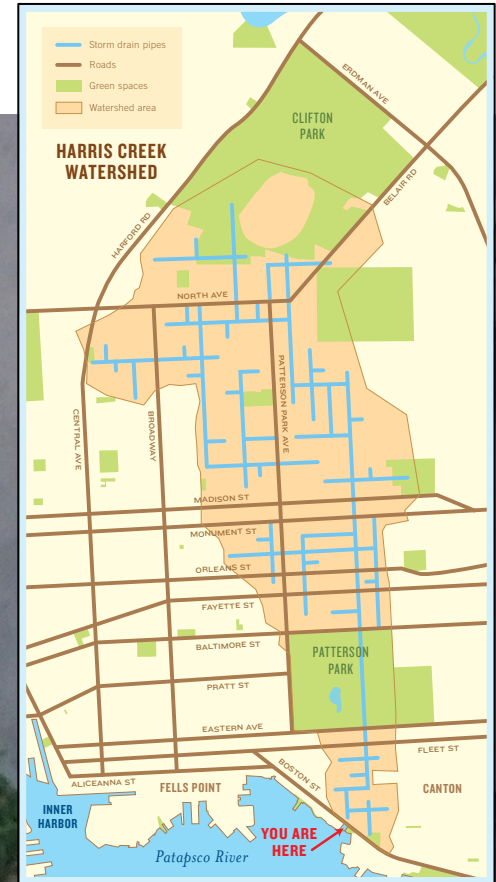 Storm drain pipes
Roads
Green spaces
Watershed area
HARRIS CREEK
WATERSHED
ERDMAN AVE
CLIFTON
PARK
BELAIR RD
HARFORD RD
NORTH AVE
PATTERSON PARK AVE
CENTRAL AVE
BROADWAY
MADISON ST
MONUMENT ST
ORLEANS ST
FAYETTE ST
BALTIMORE ST
PATTERSON
PARK
PRATT ST
EASTERN AVE
FLEET ST
BOSTON ST
ALICEANNA ST
FELLS POINT
CANTON
INNER
HARBOR
YOU ARE
HERE
Patapsco River